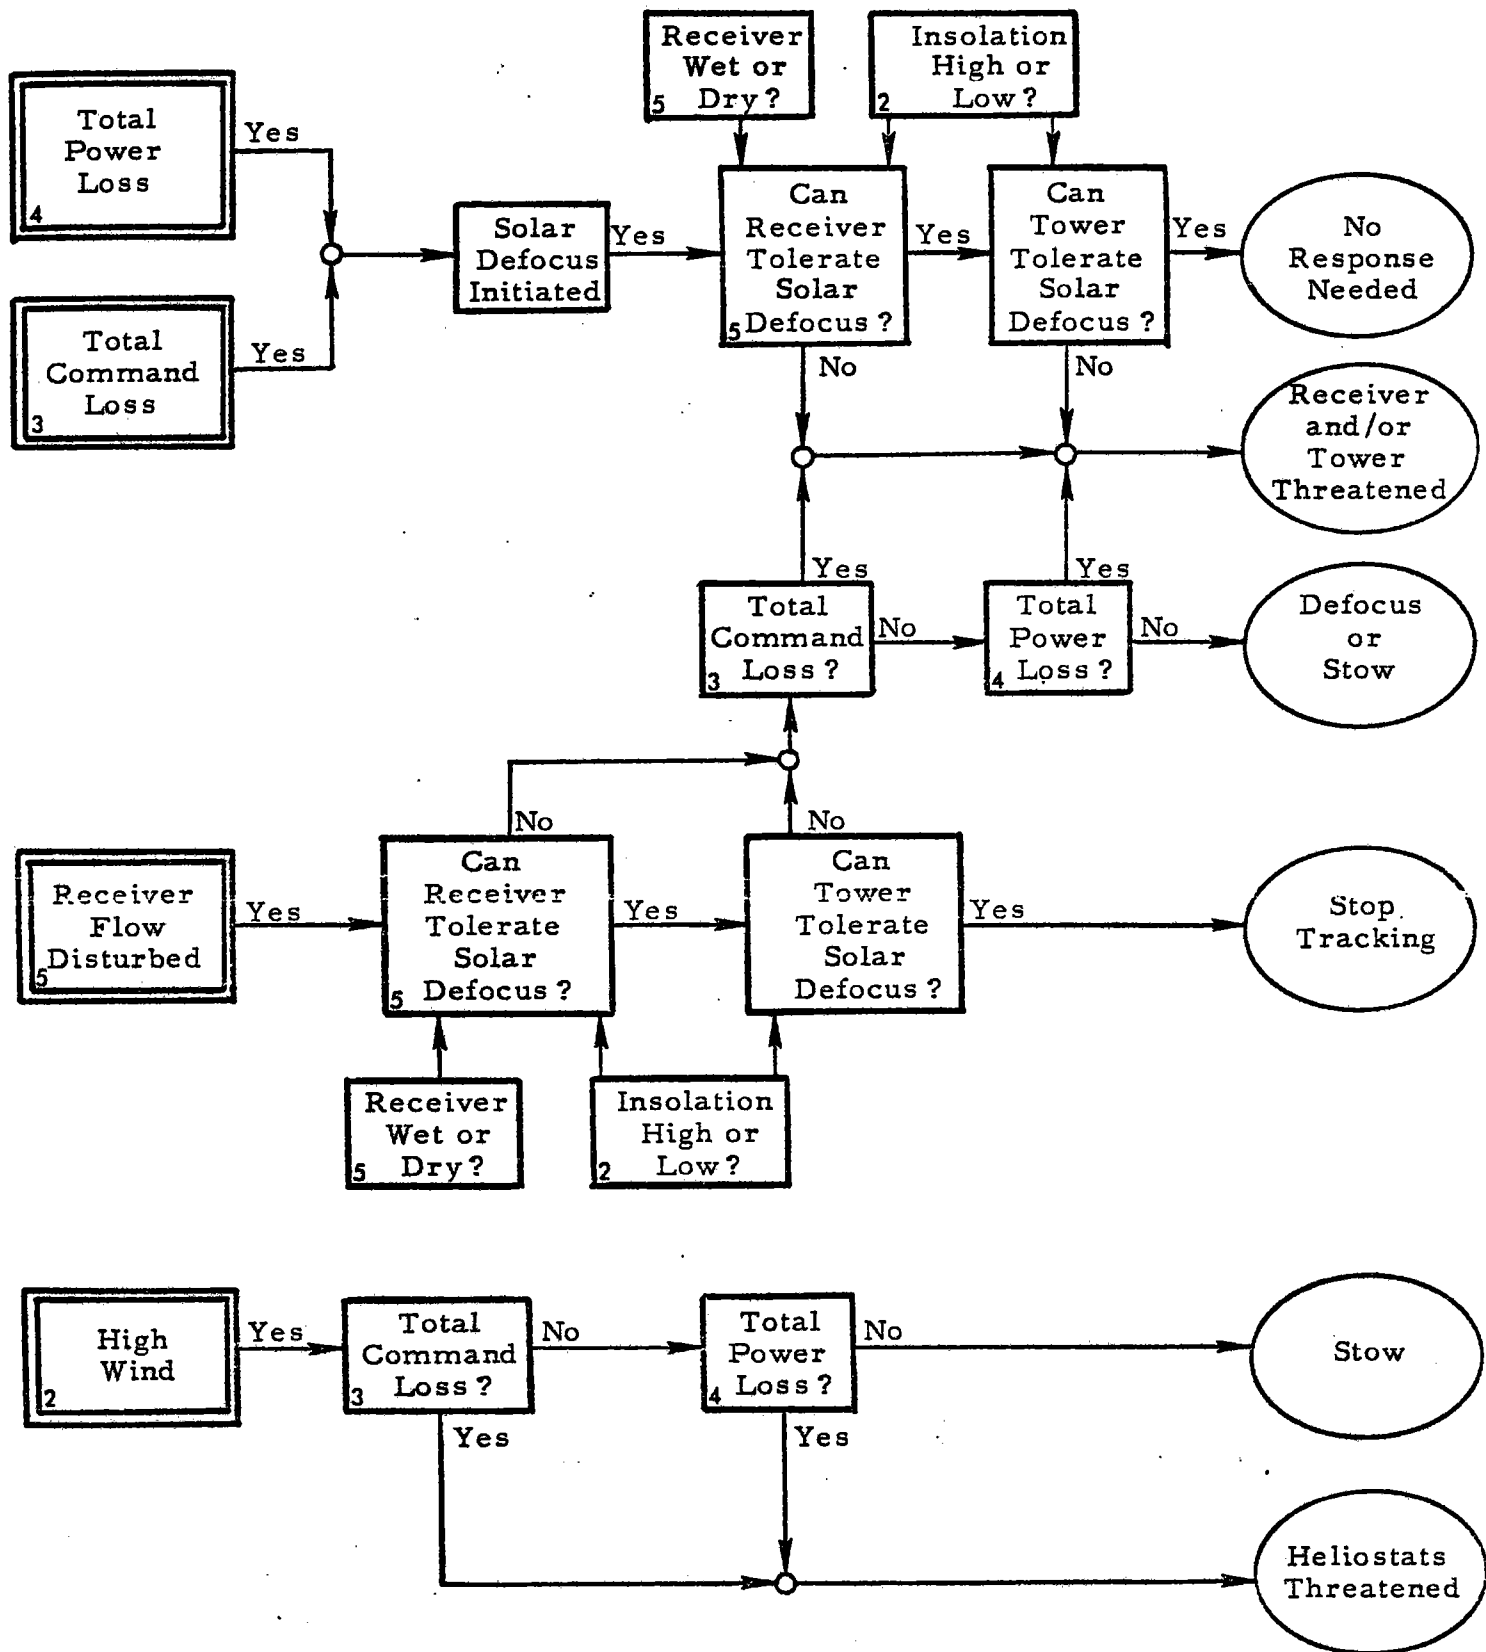 Receiver
Wet or
Dry?
5
Insolation
High or
Low?
2
Total
Power
Loss
4
Yes
Total
Command
Loss
3
Yes
Solar
Defocus
Initiated
Yes
Can
Receiver
Tolerate
Solar
Defocus?
5
Yes
No
Can
Tower
Tolerate
Solar
Defocus?
Yes
No
No
Response
Needed
Receiver
and/or
Tower
Threatened
Yes
Total
Command
Loss?
3
No
Yes
Total
Power
Loss?
4
No
Defocus
or
Stow
Receiver
Flow
Disturbed
5
Yes
No
Can
Receiver
Tolerate
Solar
Defocus?
5
Yes
No
Can
Tower
Tolerate
Solar
Defocus?
Yes
Stop
Tracking
Receiver
Wet or
Dry?
5
Insolation
High or
Low?
2
High
Wind
2
Yes
Total
Command
Loss?
3
No
Yes
Total
Power
Loss?
4
No
Yes
Stow
Heliostats
Threatened